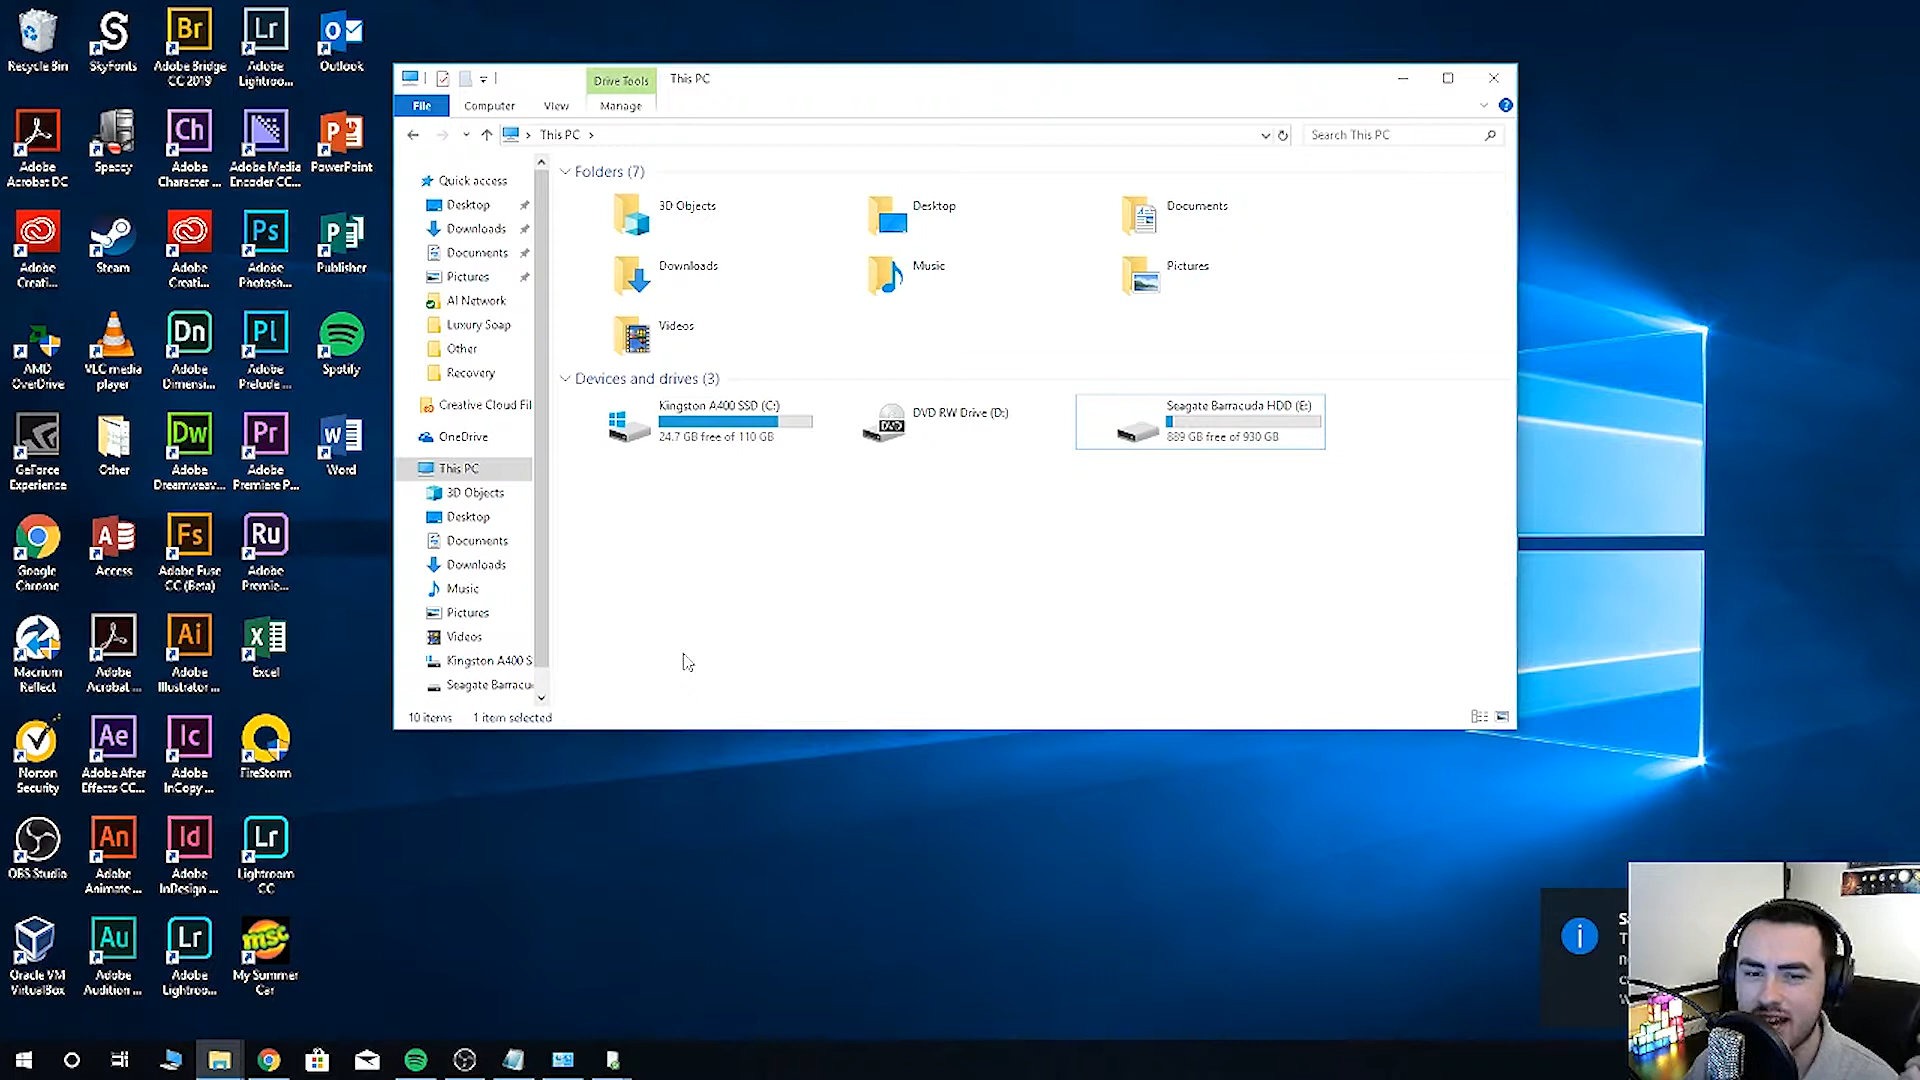 Recycle Bin
SkyFonts
Adobe Bridge
CC 2019
Adobe
Lightroo...
Outlook
Adobe
Acrobat DC
Speccy
Adobe
Character ...
Adobe Media
Encoder CC...
PowerPoint
Adobe
Creati...
Steam
Adobe
Creati...
Adobe
Photosh...
Publisher
AMD
OverDrive
VLC media
player
Adobe
Dimensi...
Adobe
Prelude ...
Spotify
GeForce
Experience
Other
Adobe
Dreamweav...
Adobe
Premiere P...
Word
Google
Chrome
Access
Adobe Fuse
CC (Beta)
Adobe
Premie...
Macrium
Reflect
Adobe
Acrobat ...
Adobe
Illustrator ...
Excel
Norton
Security
Adobe After
Effects CC...
Adobe
InCopy ...
FireStorm
OBS Studio
Adobe
Animate ...
Adobe
InDesign ...
Lightroom
CC
Oracle VM
VirtualBox
Adobe
Audition ...
Adobe
Lightroo...
My Summer
Car
Br
Lr
Ch
Ps
Dn
Pl
Dw
Pr
Fs
Ru
Ai
Ae
Ic
An
Id
Lr
Au
Lr
msc
Drive Tools
This PC
File
Computer
View
Manage
This PC
Search This PC
Quick access
Desktop
Downloads
Documents
Pictures
AI Network
Luxury Soap
Other
Recovery
Creative Cloud Fil
OneDrive
This PC
3D Objects
Desktop
Documents
Downloads
Music
Pictures
Videos
Kingston A400 S
Seagate Barracu
Folders (7)
3D Objects
Desktop
Documents
Downloads
Music
Pictures
Videos
Devices and drives (3)
Kingston A400 SSD (C:)
24.7 GB free of 110 GB
DVD
DVD RW Drive (D:)
Seagate Barracuda HDD (E:)
889 GB free of 930 GB
10 items
1 item selected